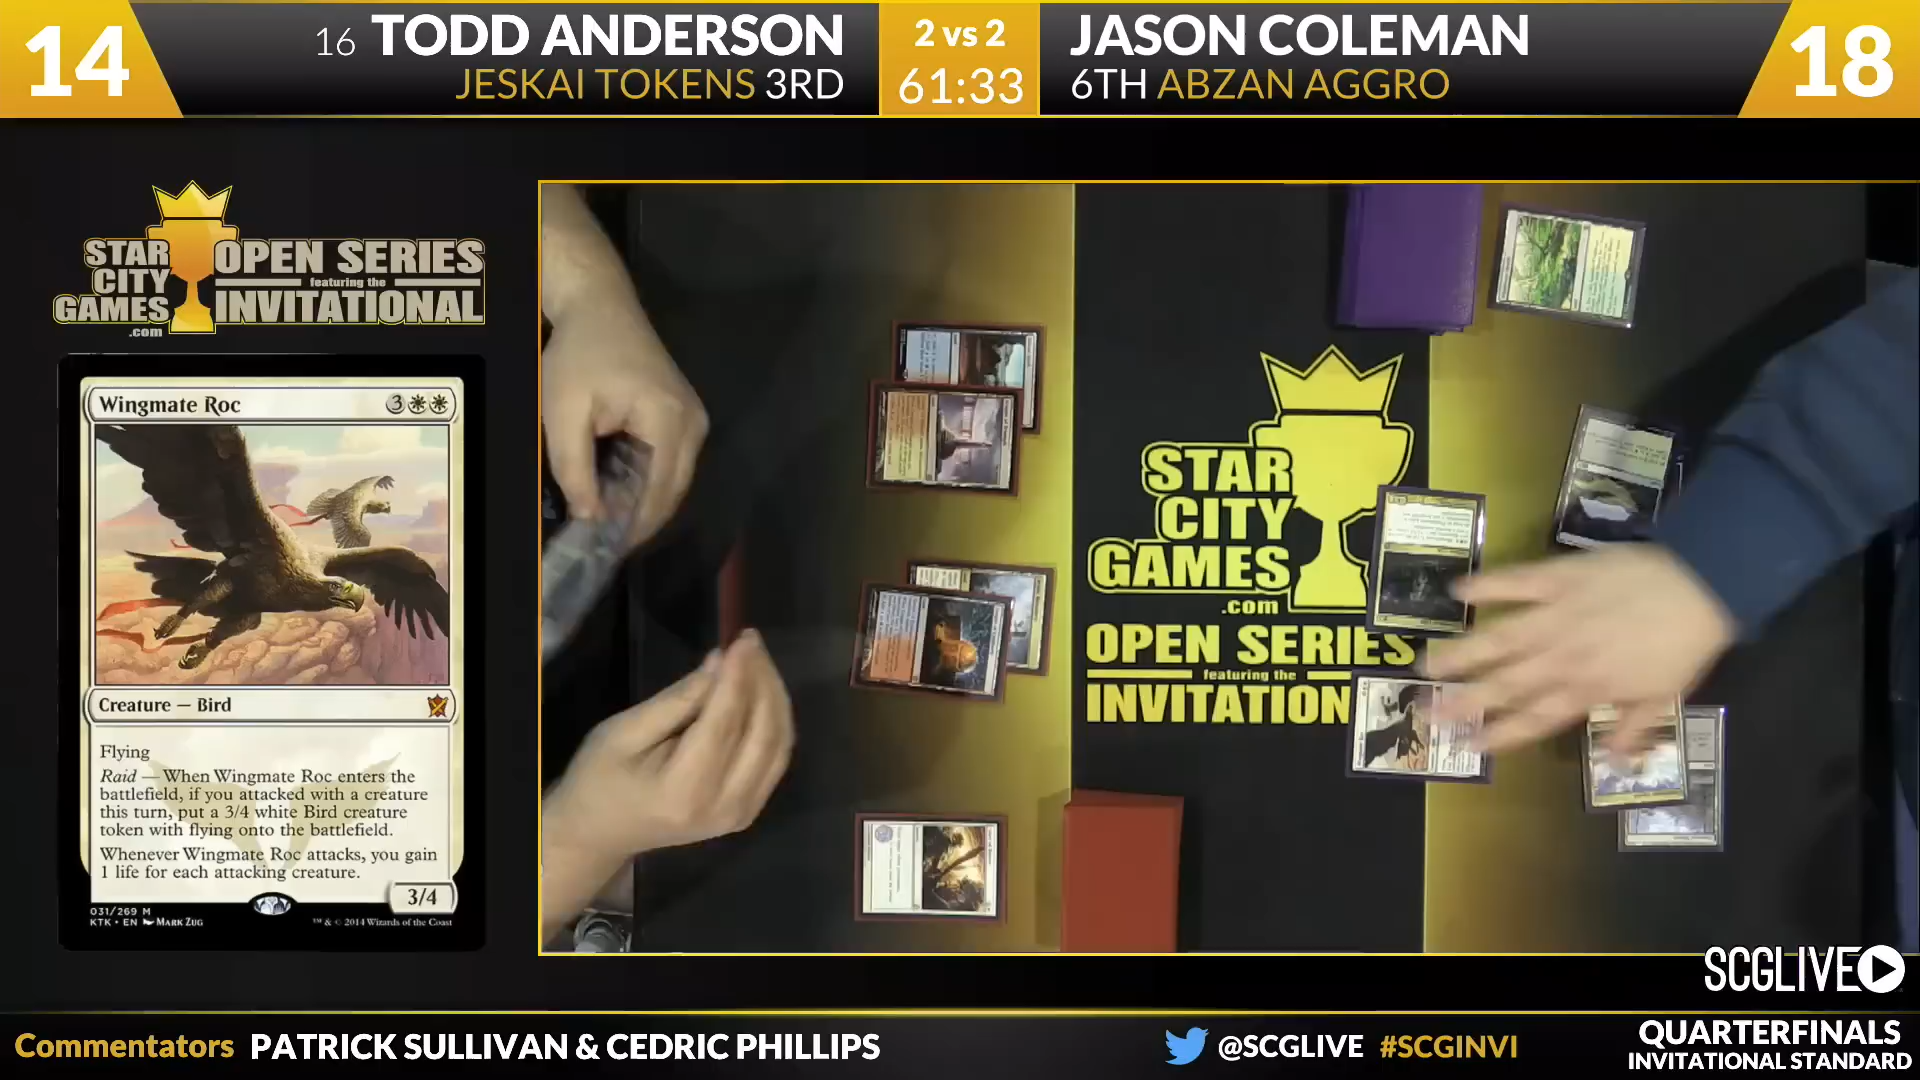 14
16 TODD ANDERSON
JESKAI TOKENS 3RD
2 vs 2
61:33
JASON COLEMAN
6TH ABZAN AGGRO
18
STAR CITY GAMES .com
OPEN SERIES
featuring the
INVITATIONAL
Wingmate Roc 3
Creature — Bird
Flying
Raid — When Wingmate Roc enters the
battlefield, if you attacked with a creature
this turn, put a 3/4 white Bird creature
token with flying onto the battlefield.
Whenever Wingmate Roc attacks, you gain
1 life for each attacking creature.
3/4
031/269 M
KTK • EN MARK ZUG
™ & © 2014 Wizards of the Coast
STAR
CITY
GAMES
.com
OPEN SERIES
featuring the
INVITATION
SCGLIVE
Commentators PATRICK SULLIVAN & CEDRIC PHILLIPS
@SCGLIVE #SCGINVI
QUARTERFINALS
INVITATIONAL STANDARD